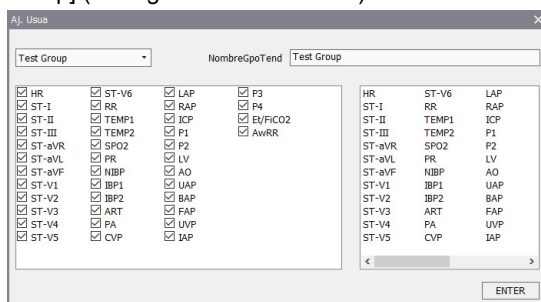 Aj. Usua
Test Group NombreGpoTend Test Group
HR ST-V6 LAP P3 HR ST-V6 LAP
ST-I RR RAP P4 ST-I RR RAP
ST-II TEMP1 ICP Et/FiCO2 ST-II TEMP1 ICP
ST-III TEMP2 P1 AwRR ST-III TEMP2 P1
ST-aVR SPO2 P2 ST-aVR SPO2 P2
ST-aVL PR LV ST-aVL PR LV
ST-aVF NIBP AO ST-aVF NIBP AO
ST-V1 IBP1 UAP ST-V1 IBP1 UAP
ST-V2 IBP2 BAP ST-V2 IBP2 BAP
ST-V3 ART FAP ST-V3 ART FAP
ST-V4 PA UVP ST-V4 PA UVP
ST-V5 CVP IAP ST-V5 CVP IAP
ENTER